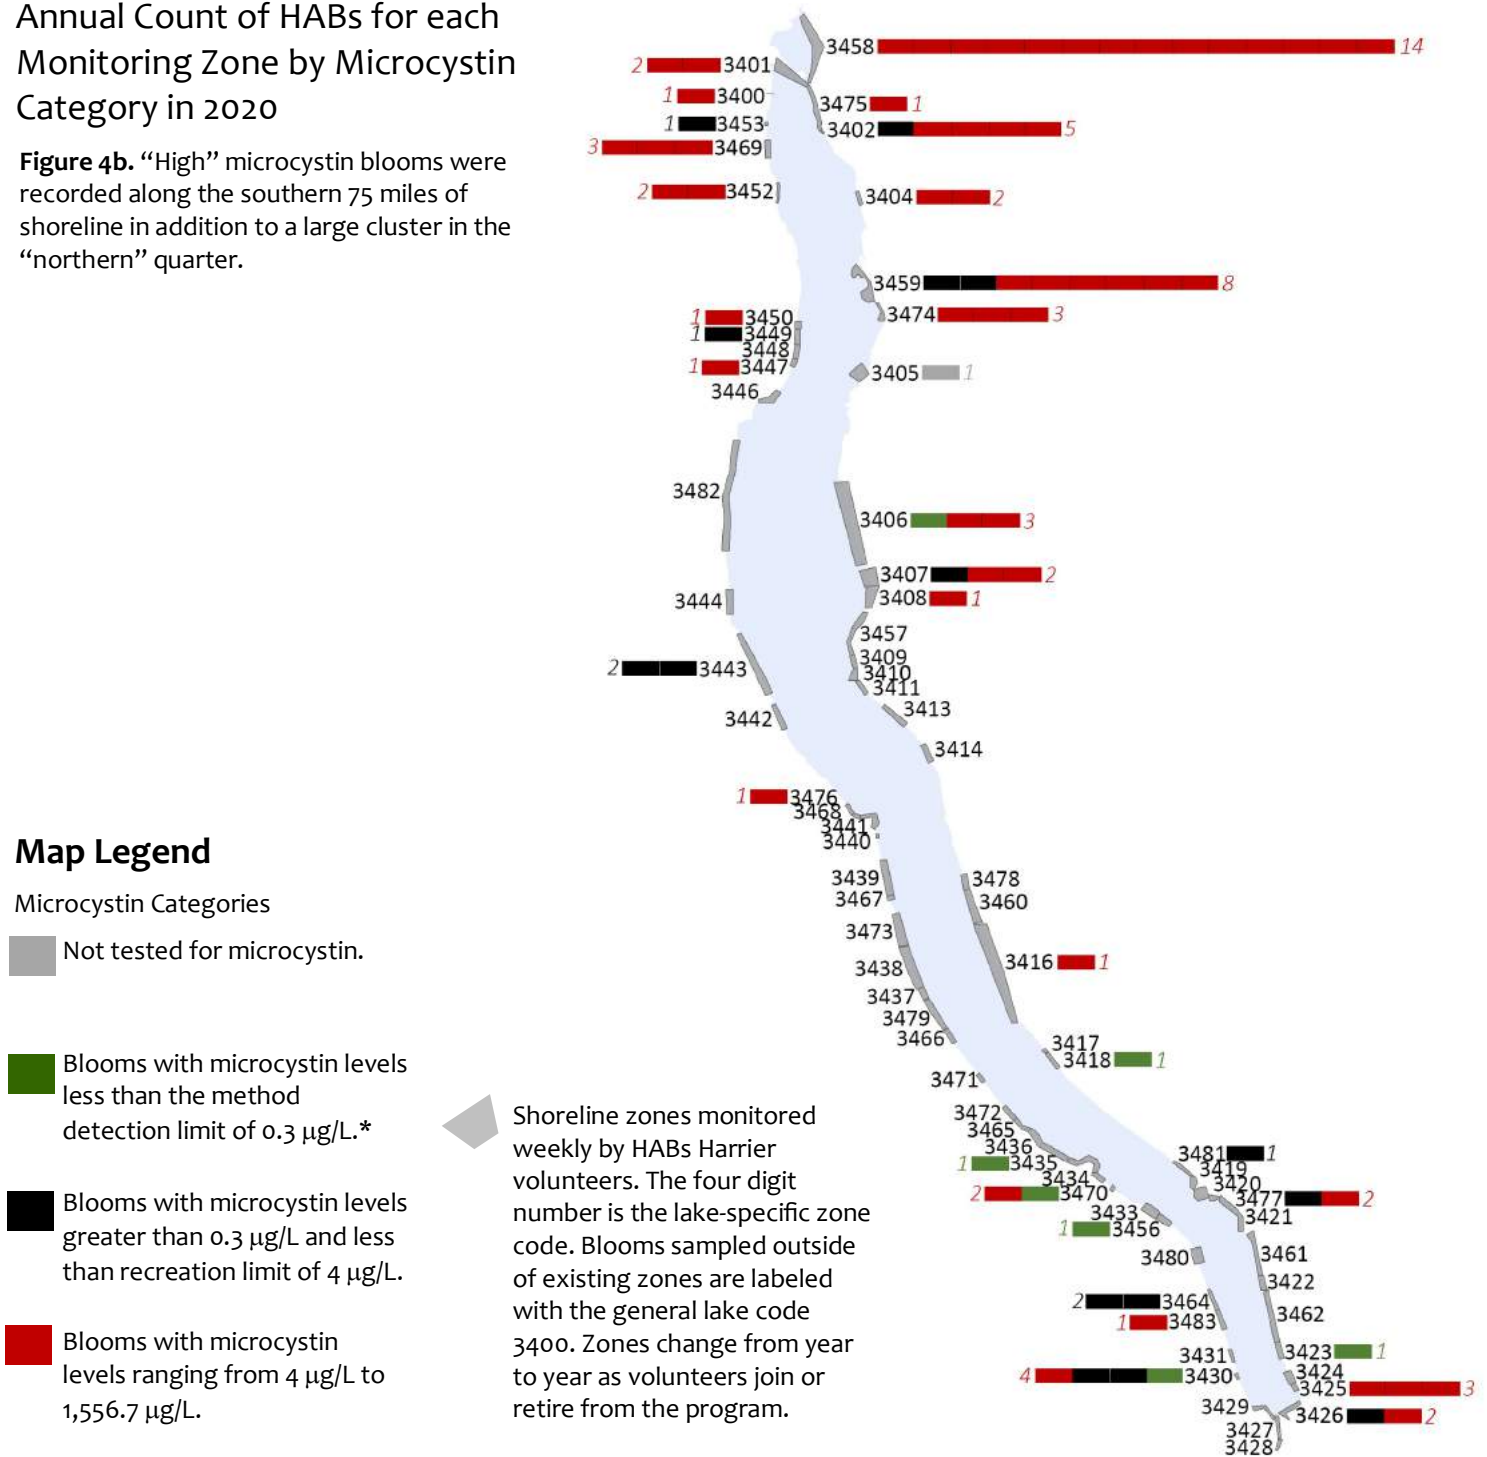 Annual Count of HABs for each
Monitoring Zone by Microcystin
Category in 2020
Figure 4b. “High” microcystin blooms were
recorded along the southern 75 miles of
shoreline in addition to a large cluster in the
“northern” quarter.
3458 14
2 3401
1 3400
3475 1
1 3453
3402 5
3 3469
2 3452
3404 2
3459 8
3474 3
1 3450
1 3449
3448
1 3447
3446
3405 1
3482
3406 3
3407 2
3408 1
3444
3457
3409
3410
3411
2 3443
3413
3442
3414
1 3476
3468
3441
3440
3439
3467
3478
3460
3473
3416 1
3438
3437
3479
3466
3417
3418 1
3471
3472
3465
3436
1 3435
3434
2 3470
3433
1 3456
3480
3481 1
3419
3420
3477 2
3421
3461
3422
3462
2 3464
1 3483
3431
4 3430
3423 1
3424
3425 3
3426 2
3429
3427
3428
Map Legend
Microcystin Categories
Not tested for microcystin.
Blooms with microcystin levels
less than the method
detection limit of 0.3 µg/L.*
Blooms with microcystin levels
greater than 0.3 µg/L and less
than recreation limit of 4 µg/L.
Blooms with microcystin
levels ranging from 4 µg/L to
1,556.7 µg/L.
Shoreline zones monitored
weekly by HABs Harrier
volunteers. The four digit
number is the lake-specific zone
code. Blooms sampled outside
of existing zones are labeled
with the general lake code
3400. Zones change from year
to year as volunteers join or
retire from the program.